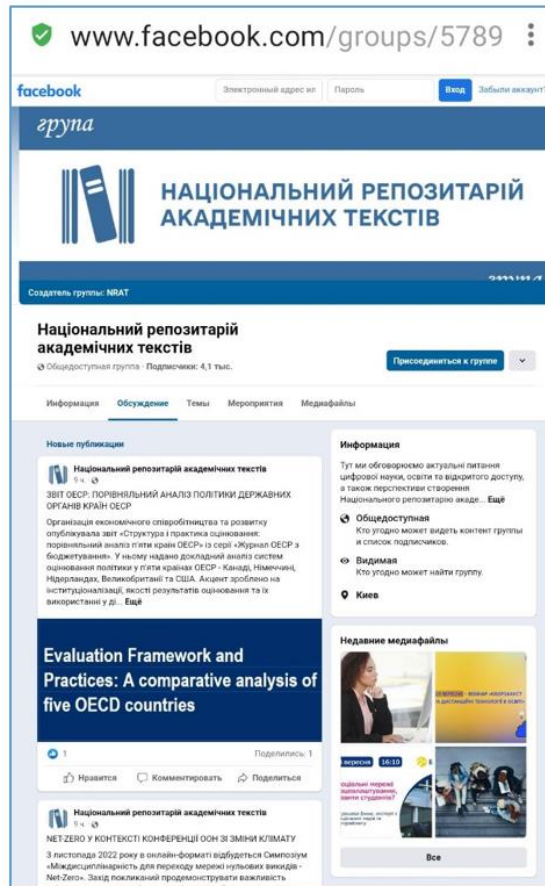 www.facebook.com/groups/5789
facebook
Электронный адрес ил
Пароль
Вход
Забыли аккаунт?
група
НАЦІОНАЛЬНИЙ РЕПОЗИТАРІЙ
АКАДЕМІЧНИХ ТЕКСТІВ
Создатель группы: NRAT
Національний репозитарій
академічних текстів
Общедоступная группа · Подписчики: 4,1 тыс.
Присоединиться к группе
Информация Обсуждение Темы Мероприятия Медиафайлы
Новые публикации
Національний репозитарій академічних текстів
9 ч.
ЗВІТ ОЕСР: ПОРІВНЯЛЬНИЙ АНАЛІЗ ПОЛІТИКИ ДЕРЖАВНИХ
ОРГАНІВ КРАЇН ОЕСР
Організація економічного співробітництва та розвитку
опублікувала звіт «Структура і практика оцінювання:
порівняльний аналіз п'яти країн ОЕСР» із серії «Журнал ОЕСР з
бюджетування». У ньому надано докладний аналіз систем
оцінювання політики у п'яти країнах ОЕСР - Канаді, Німеччині,
Нідерландах, Великобританії та США. Акцент зроблено на
інституціоналізації, якості результатів оцінювання та їх
використанні у ді... Ещё
Evaluation Framework and
Practices: A comparative analysis of
five OECD countries
1
Поделились: 1
Нравится Комментировать Поделиться
Національний репозитарій академічних текстів
9 ч.
NET-ZERO У КОНТЕКСТІ КОНФЕРЕНЦІЇ ООН ЗІ ЗМІНИ КЛІМАТУ
3 листопада 2022 року в онлайн-форматі відбудеться Симпозіум
«Міждисциплінарність для переходу мережі нульових викидів -
Net-Zero». Захід покликаний продемонструвати важливість
Информация
Тут ми обговорюємо актуальні питання
цифрової науки, освіти та відкритого доступу,
а також перспективи створення
Національного репозитарію акаде... Ещё
Общедоступная
Кто угодно может видеть контент группы
и список подписчиков.
Видимая
Кто угодно может найти группу.
Киев
Недавние медиафайлы
вересня 16:10
Все